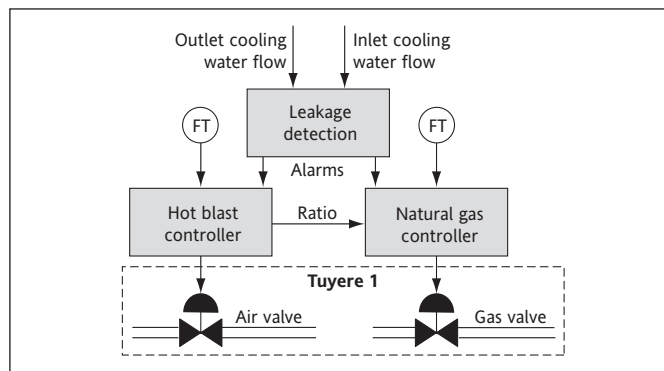 Outlet cooling
water flow
Inlet cooling
water flow
Leakage
detection
FT
FT
Alarms
Hot blast
controller
Ratio
Natural gas
controller
Tuyere 1
Air valve
Gas valve